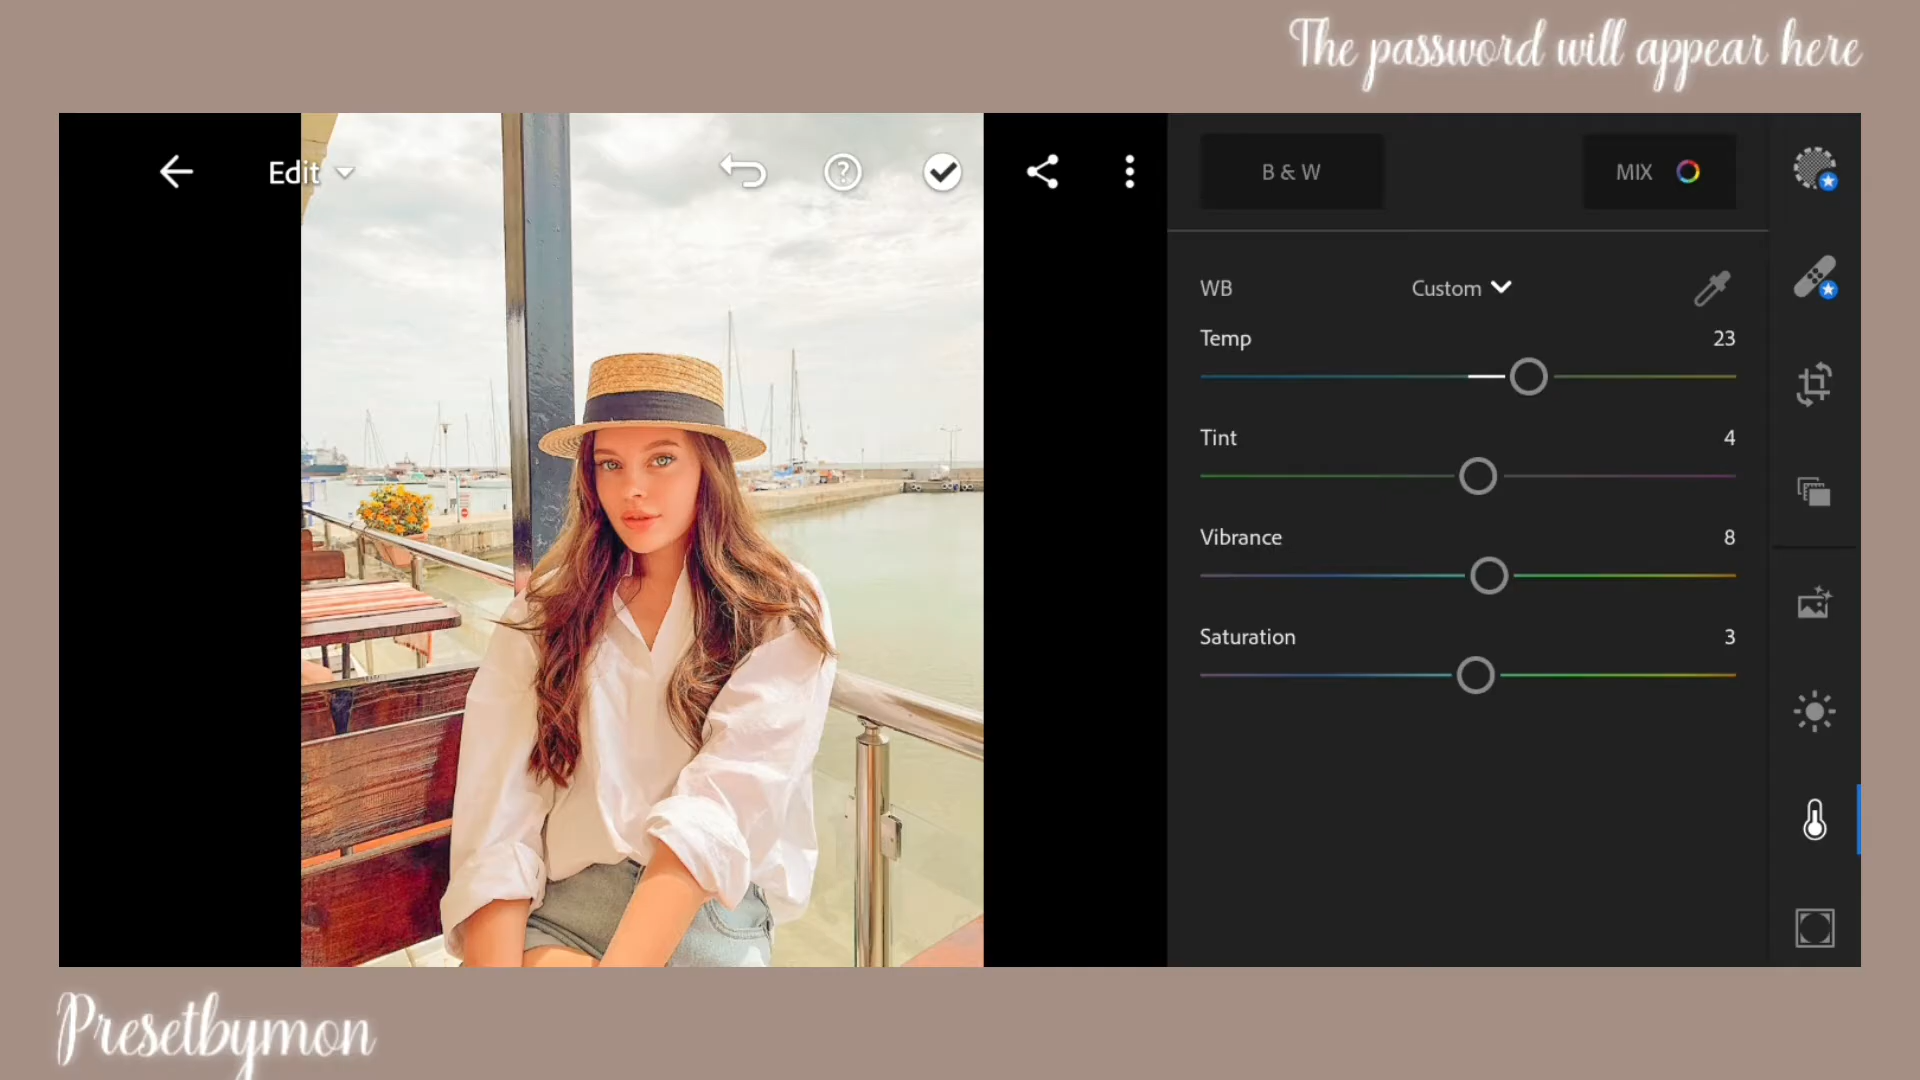 The password will appear here
Edit
B & W
MIX
WB
Custom
Temp
23
Tint
4
Vibrance
8
Saturation
3
Presetbymon